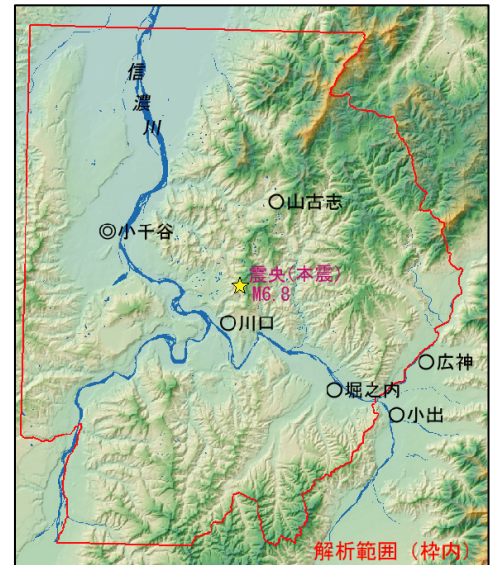 信濃川
○山古志
◎小千谷
震央(本震)
M6.8
○川口
○広神
○堀之内
○小出
解析範囲（枠内）